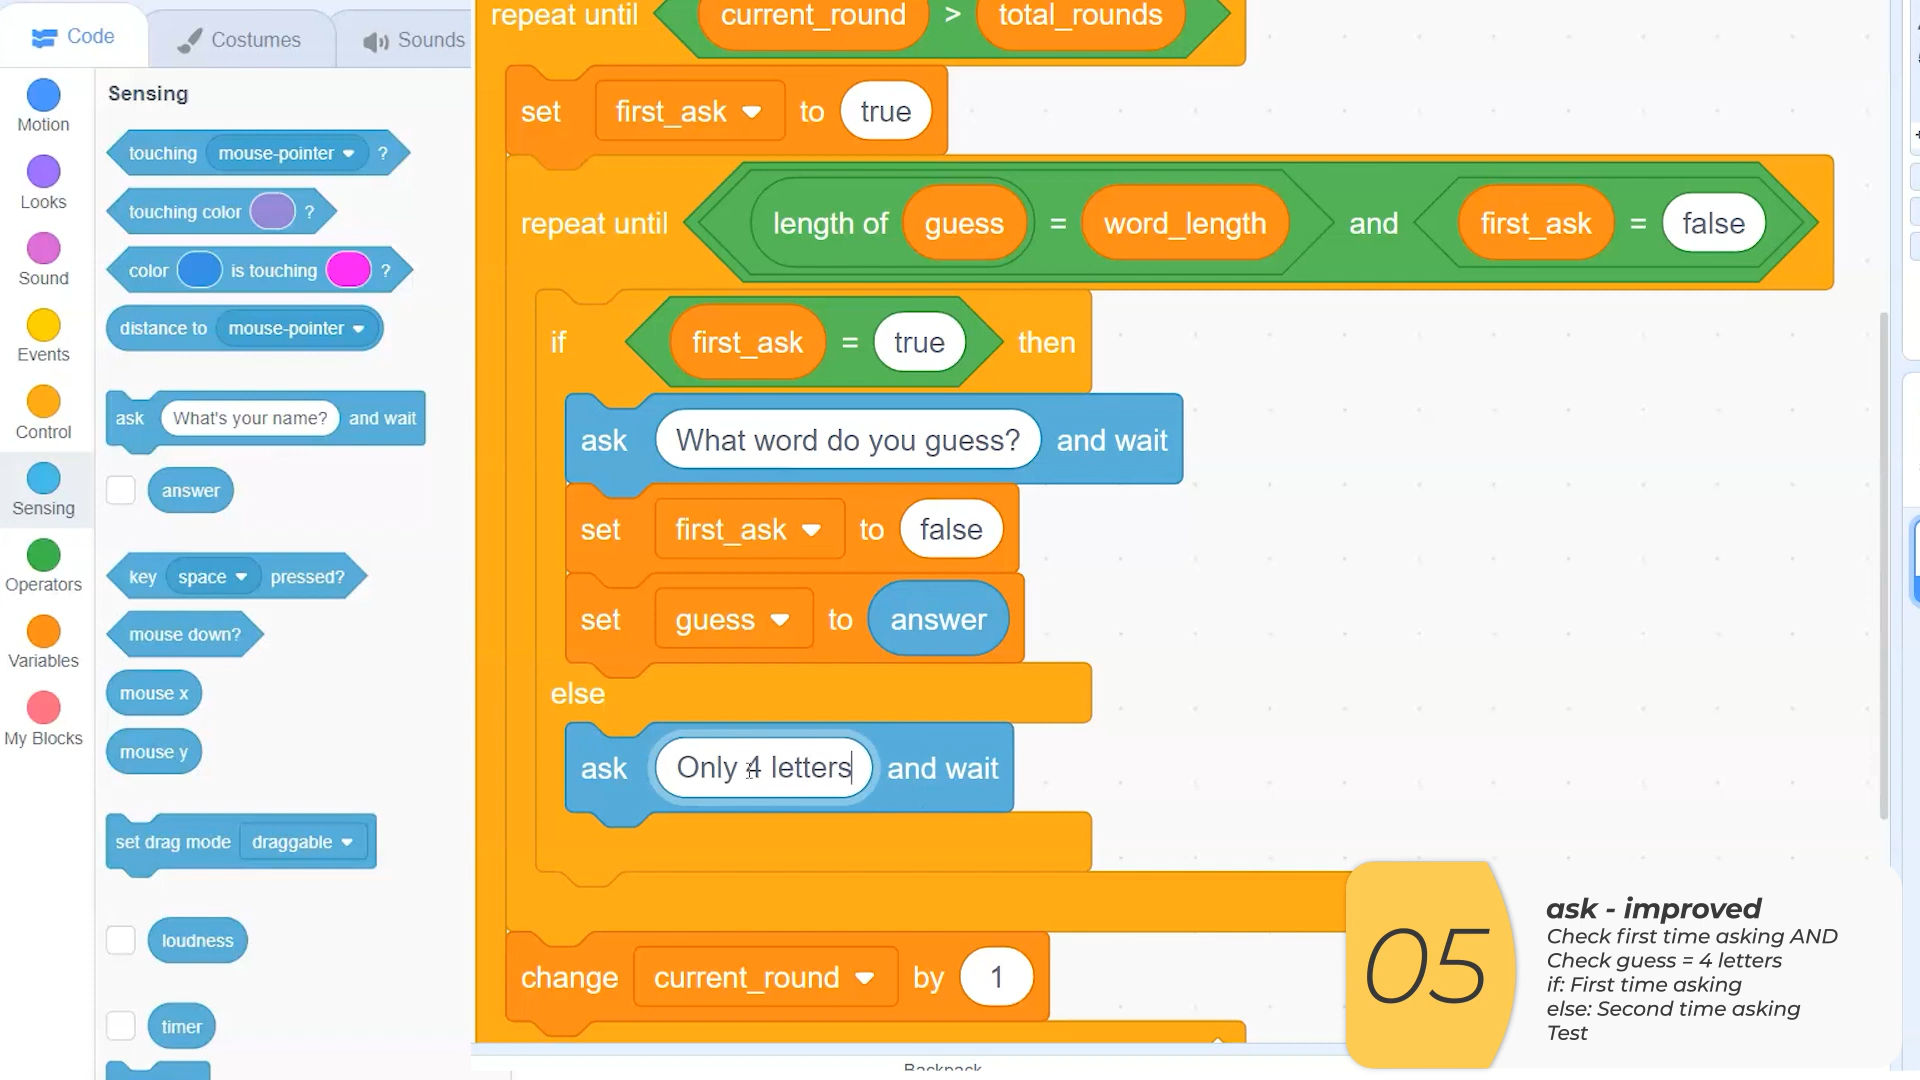 Code
Costumes
Sounds
Motion
Looks
Sound
Events
Control
Sensing
Operators
Variables
My Blocks
Sensing
touching mouse-pointer ?
touching color ?
color is touching ?
distance to mouse-pointer
ask What's your name? and wait
answer
key space pressed?
mouse down?
mouse x
mouse y
set drag mode draggable
loudness
timer
repeat until current_round > total_rounds
set first_ask to true
repeat until length of guess = word_length and first_ask = false
if first_ask = true then
ask What word do you guess? and wait
set first_ask to false
set guess to answer
else
ask Only 4 letters and wait
change current_round by 1
Backpack
05
ask - improved
Check first time asking AND
Check guess = 4 letters
if: First time asking
else: Second time asking
Test